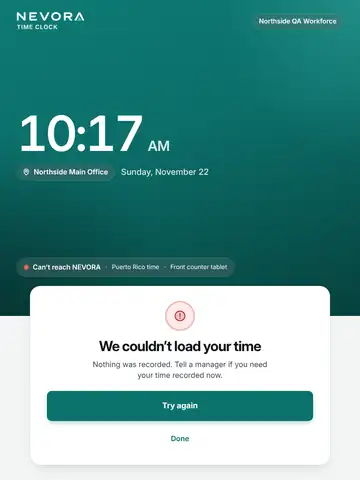 NEVORA
TIME CLOCK
Northside QA Workforce
10:17 AM
Northside Main Office
Sunday, November 22
Can't reach NEVORA · Puerto Rico time · Front counter tablet
We couldn't load your time
Nothing was recorded. Tell a manager if you need
your time recorded now.
Try again
Done